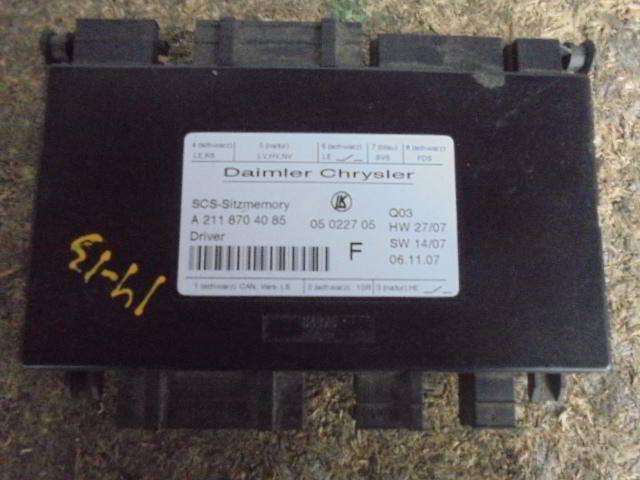 4 (schwarz) 5 (natur) 6 (schwarz) 7 (blau) 8 (schwarz)
LE,KS LV,HV,NV LE SVS FDS
Daimler Chrysler
SCS-Sitzmemory Q03
A 211 870 40 85 05 0227 05 HW 27/07
Driver SW 14/07
F 06.11.07
1 (schwarz) CAN, Vers, LS 2 (schwarz) 3 (natur) HE
14-13